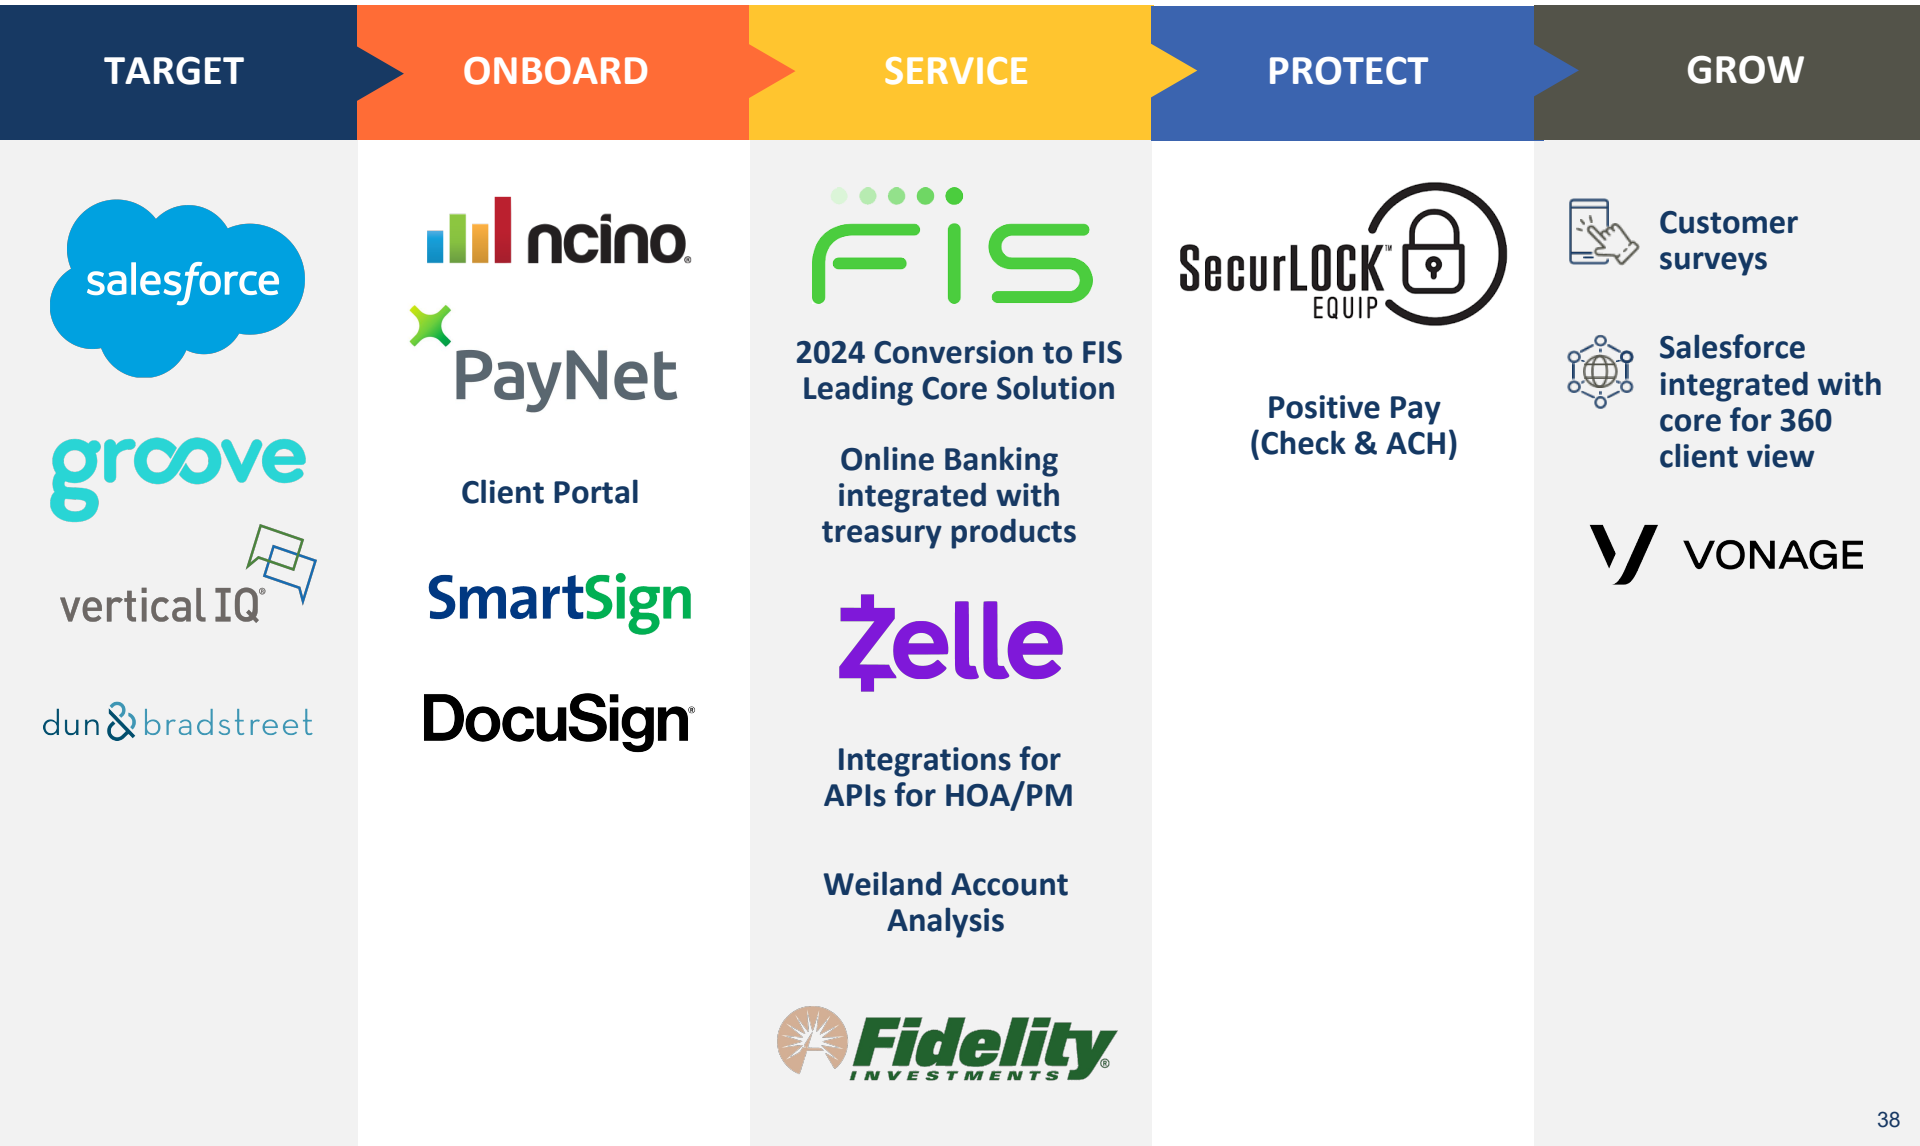 TARGET
ONBOARD
SERVICE
PROTECT
GROW
salesforce
groove
vertical IQ®
dun & bradstreet
ncino®
PayNet
Client Portal
SmartSign
DocuSign®
FIS
2024 Conversion to FIS
Leading Core Solution
Online Banking
integrated with
treasury products
Zelle
Integrations for
APIs for HOA/PM
Weiland Account
Analysis
Fidelity®
INVESTMENTS
SecurLOCK™
EQUIP
Positive Pay
(Check & ACH)
Customer
surveys
Salesforce
integrated with
core for 360
client view
VONAGE
38